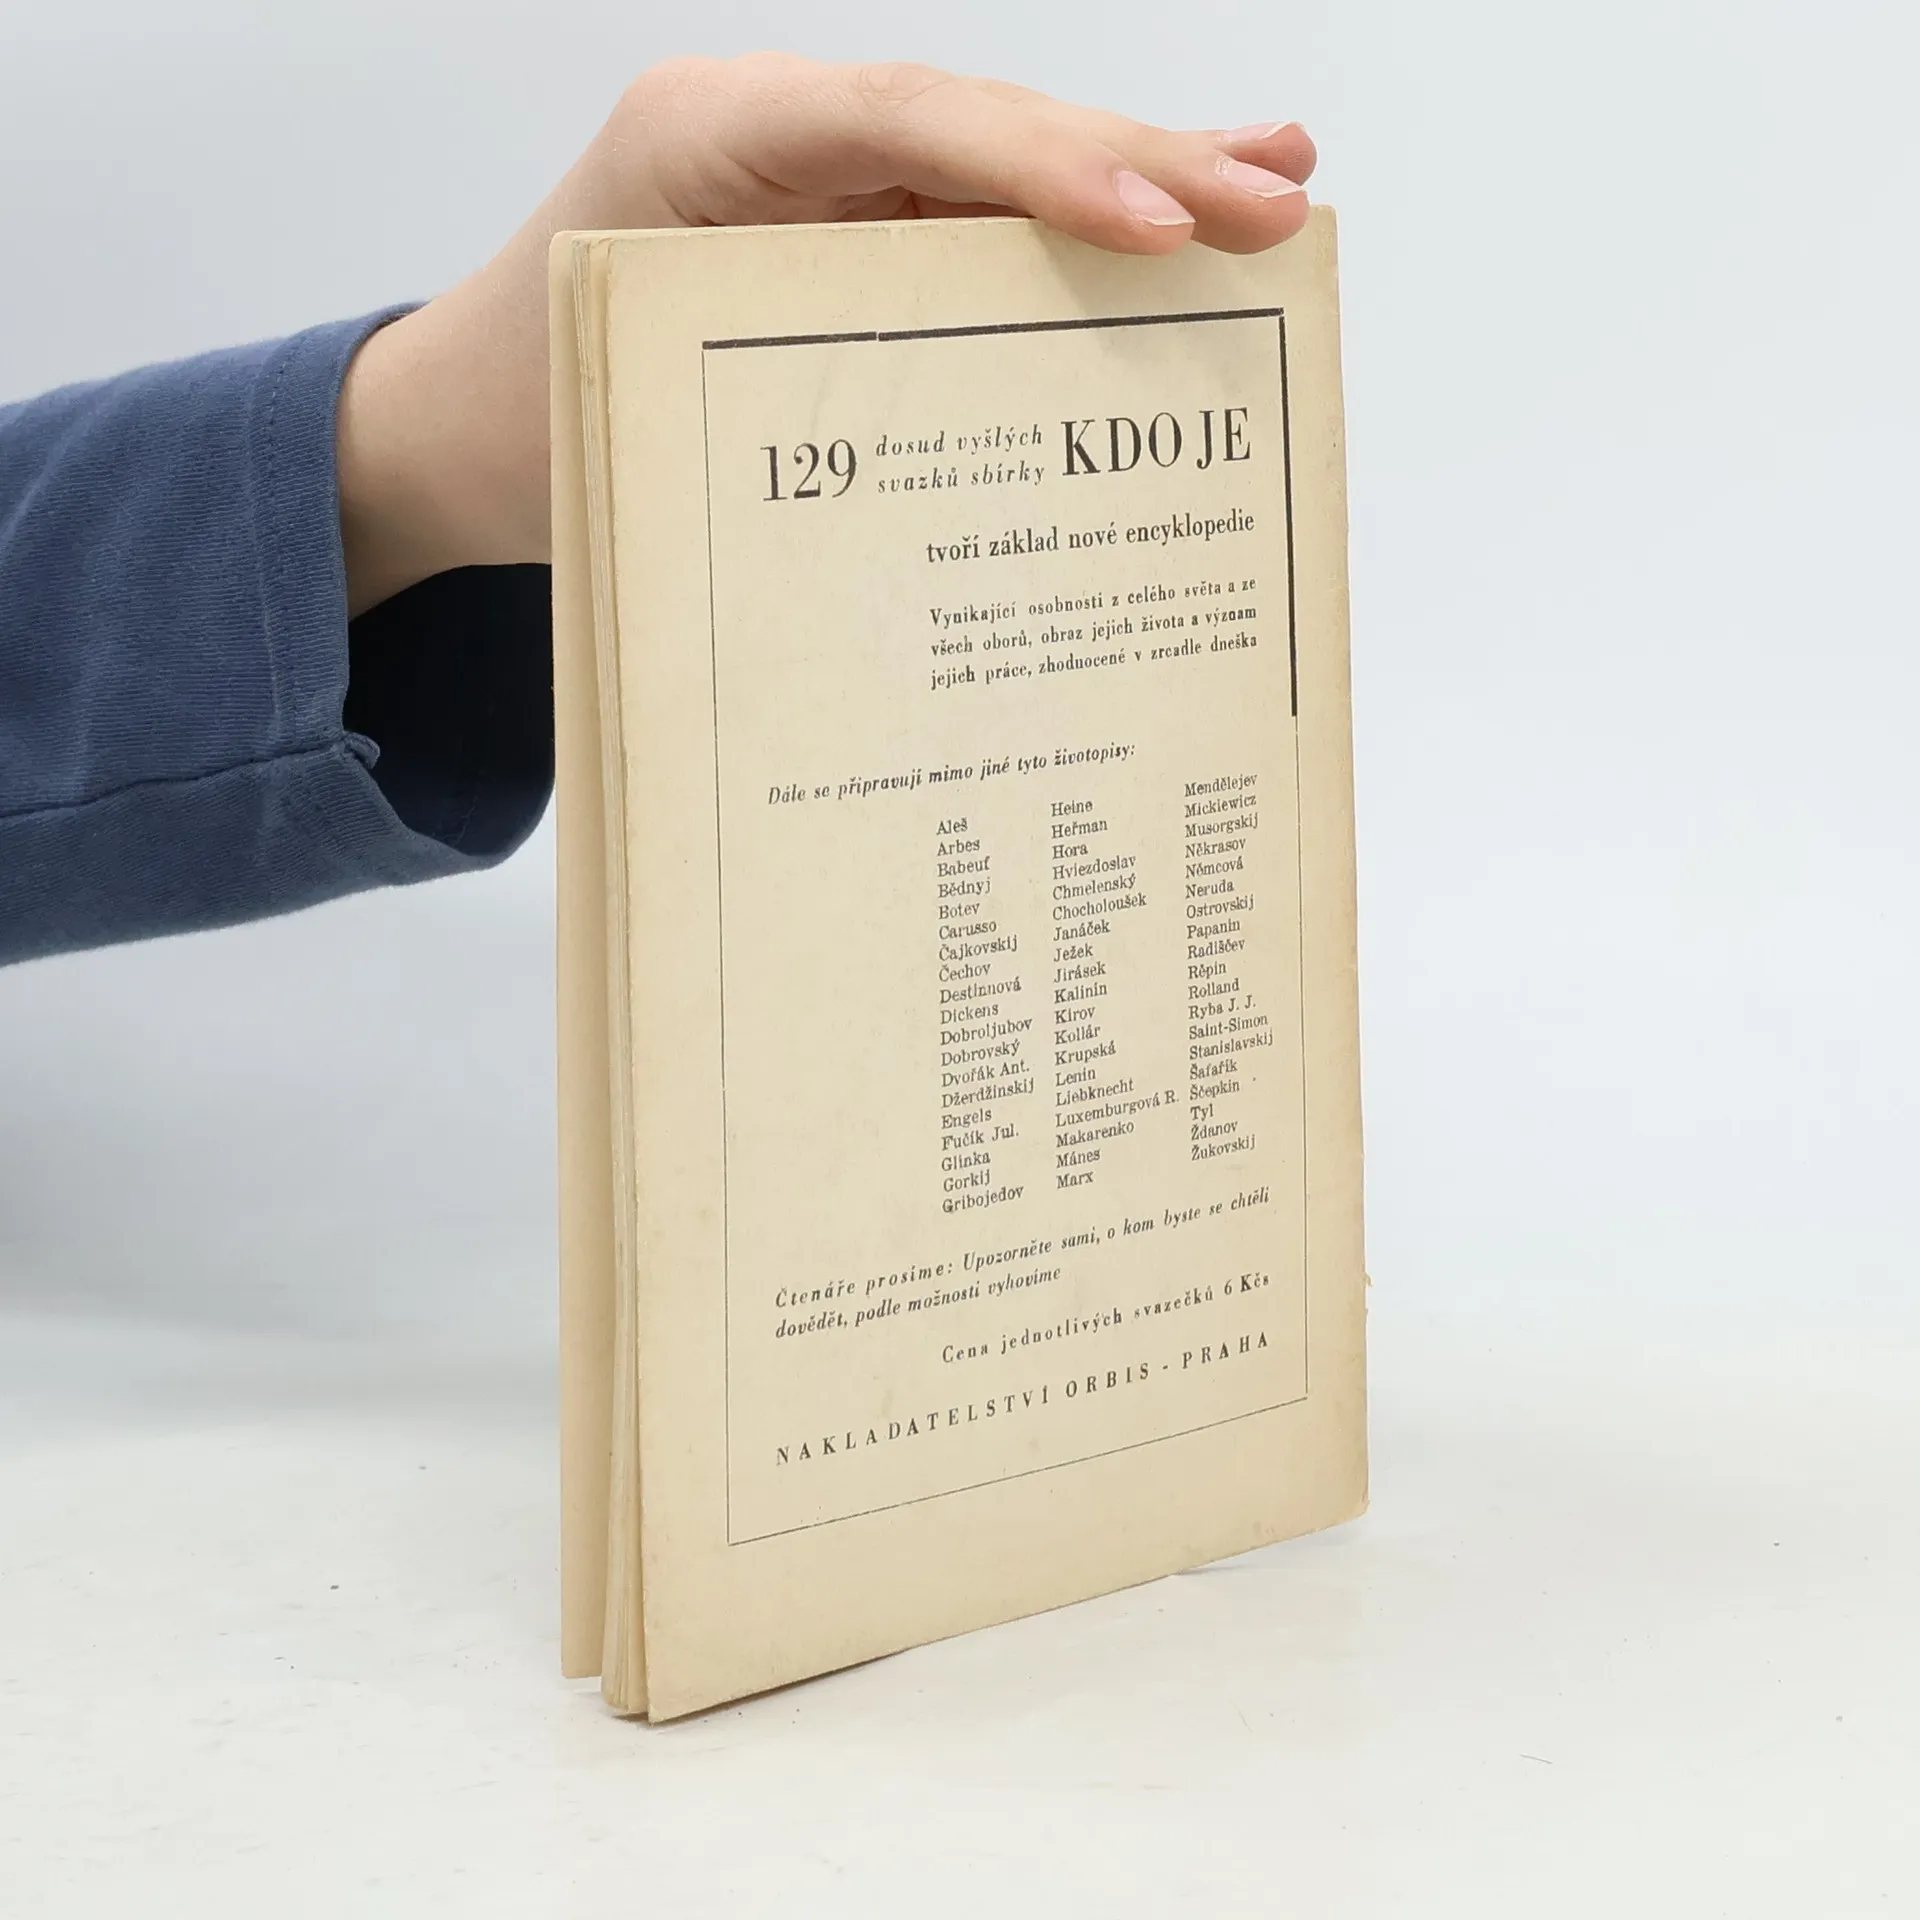 129 dosud vyšlých svazků sbírky KDO JE
tvoří základ nové encyklopedie
Vynikající osobnosti z celého světa a ze
všech oborů, obraz jejich života a význam
jejich práce, zhodnocené v zrcadle dneška
Dále se připravují mimo jiné tyto životopisy:
Aleš
Arbes
Babeuf
Bědnyj
Botev
Carusso
Čajkovskij
Čechov
Destinnová
Dickens
Dobroljubov
Dobrovský
Dvořák Ant.
Džerdžinskij
Engels
Fučík Jul.
Glinka
Gorkij
Gribojedov
Heine
Heřman
Hora
Hviezdoslav
Chmelenský
Chocholoušek
Janáček
Ježek
Jirásek
Kalinin
Kirov
Kollár
Krupská
Lenin
Liebknecht
Luxemburgová R.
Makarenko
Mánes
Marx
Mendělejev
Mickiewicz
Musorgskij
Někrasov
Němcová
Neruda
Ostrovskij
Papanin
Radiščev
Rěpin
Rolland
Ryba J. J.
Saint-Simon
Stanislavskij
Šafařík
Ščepkin
Tyl
Ždanov
Žukovskij
Čtenáře prosíme: Upozorněte sami, o kom byste se chtěli
dovědět, podle možnosti vyhovíme
Cena jednotlivých svazečků 6 Kčs
NAKLADATELSTVÍ ORBIS - PRAHA